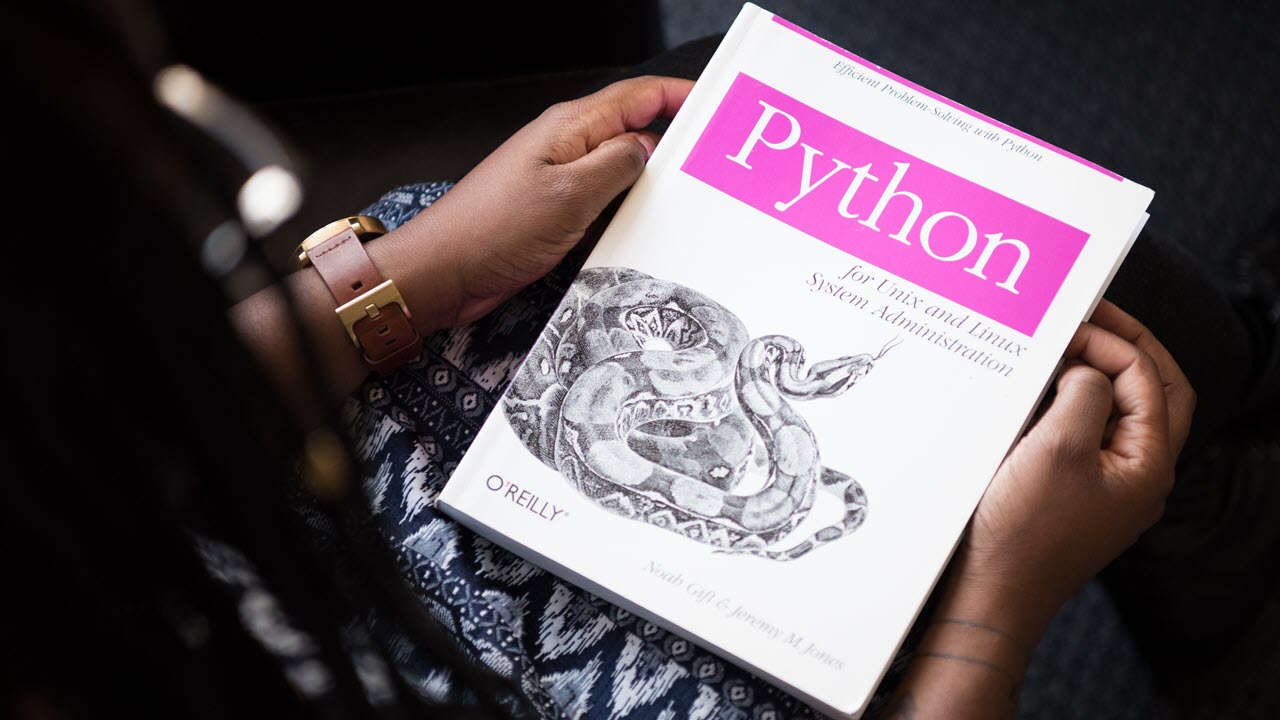 Efficient Problem-Solving with Python
Python
for Unix and Linux
System Administration
O'REILLY®
Noah Gift & Jeremy M. Jones